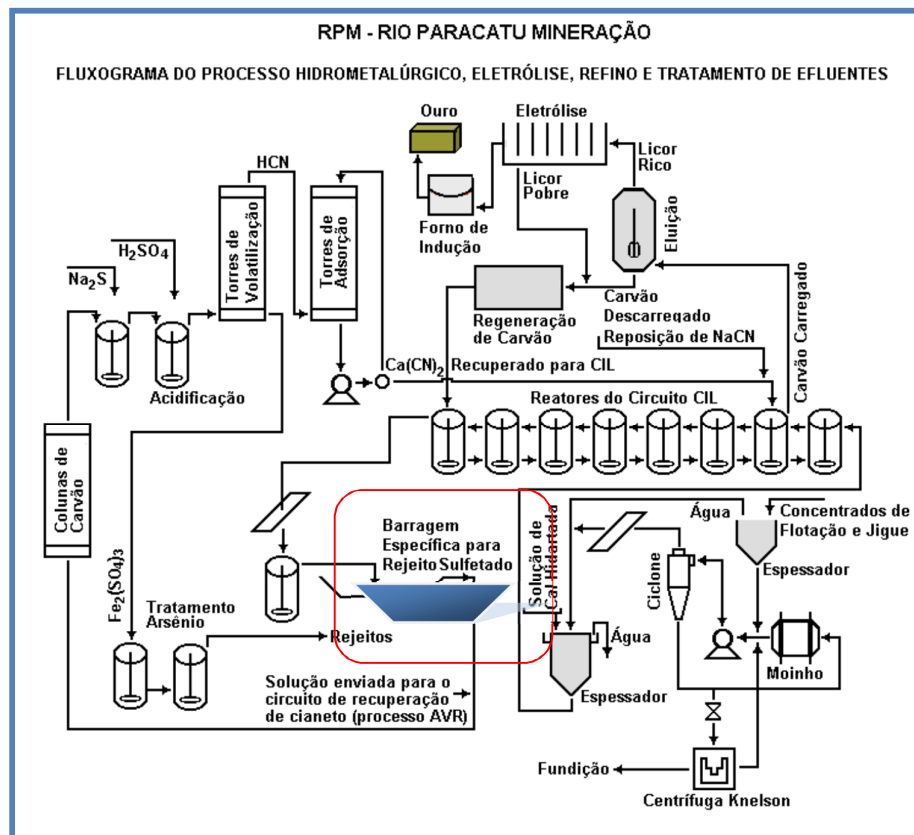 RPM - RIO PARACATU MINERAÇÃO
FLUXOGRAMA DO PROCESSO HIDROMETALÚRGICO, ELETRÓLISE, REFINO E TRATAMENTO DE EFLUENTES
Ouro
Eletrólise
HCN
Licor
Rico
Licor
Pobre
Forno de
Indução
Eluição
Torres de
Volatilização
Torres de
Adsorção
H₂SO₄
Na₂S
Acidificação
Regeneração
de Carvão
Carvão
Descarregado
Reposição de NaCN
Carvão Carregado
Ca(CN)₂
Recuperado para CIL
Reatores do Circuito CIL
Colunas de
Carvão
Barragem
Específica para
Rejeito Sulfetado
Solução de
Cal Hidartada
Água
Concentrados de
Flotação e Jigue
Espessador
Ciclone
Fe₂(SO₄)₃
Tratamento
Arsênio
Rejeitos
Água
Moinho
Solução enviada para o
circuito de recuperação
de cianeto (processo AVR)
Espessador
Fundição
Centrífuga Knelson